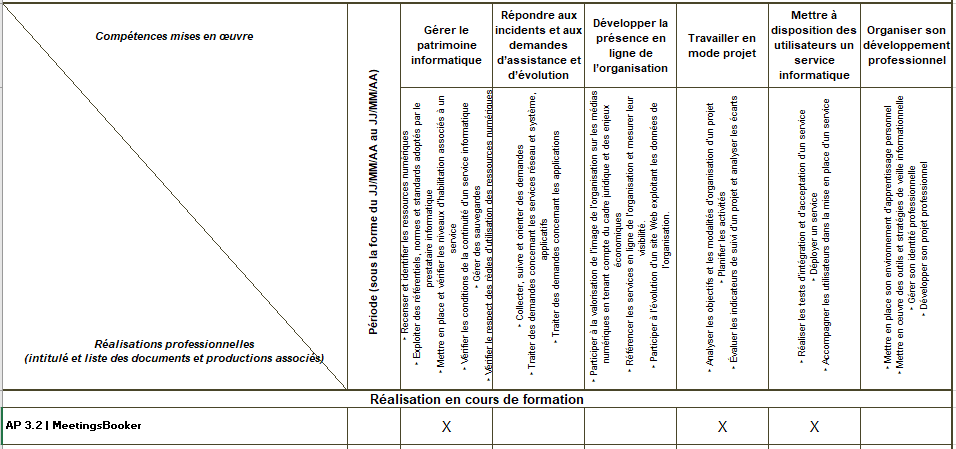 Compétences mises en œuvre
Réalisations professionnelles
(intitulé et liste des documents et productions associés)
Période (sous la forme du JJ/MM/AA au JJ/MM/AA)
Gérer le
patrimoine
informatique
Répondre aux
incidents et aux
demandes
d’assistance et
d’évolution
Développer la
présence en
ligne de
l’organisation
Travailler en
mode projet
Mettre à
disposition des
utilisateurs un
service
informatique
Organiser son
développement
professionnel
‣ Recenser et identifier les ressources numériques
‣ Exploiter des référentiels, normes et standards adoptés par le
prestataire informatique
‣ Mettre en place et vérifier les niveaux d’habilitation associés à un
service
‣ Vérifier les conditions de la continuité d’un service informatique
‣ Gérer des sauvegardes
‣ Vérifier le respect des règles d’utilisation des ressources numériques
‣ Collecter, suivre et orienter des demandes
‣ Traiter des demandes concernant les services réseau et système,
applicatifs
‣ Traiter des demandes concernant les applications
‣ Participer à la valorisation de l’image de l’organisation sur les médias
numériques en tenant compte du cadre juridique et des enjeux
économiques
‣ Référencer les services en ligne de l’organisation et mesurer leur
visibilité.
‣ Participer à l’évolution d’un site Web exploitant les données de
l’organisation.
‣ Analyser les objectifs et les modalités d’organisation d’un projet
‣ Planifier les activités
‣ Évaluer les indicateurs de suivi d’un projet et analyser les écarts
‣ Réaliser les tests d’intégration et d’acceptation d’un service
‣ Déployer un service
‣ Accompagner les utilisateurs dans la mise en place d’un service
‣ Mettre en place son environnement d’apprentissage personnel
‣ Mettre en œuvre des outils et stratégies de veille informationnelle
‣ Gérer son identité professionnelle
‣ Développer son projet professionnel
Réalisation en cours de formation
AP 3.2 | MeetingsBooker X X X